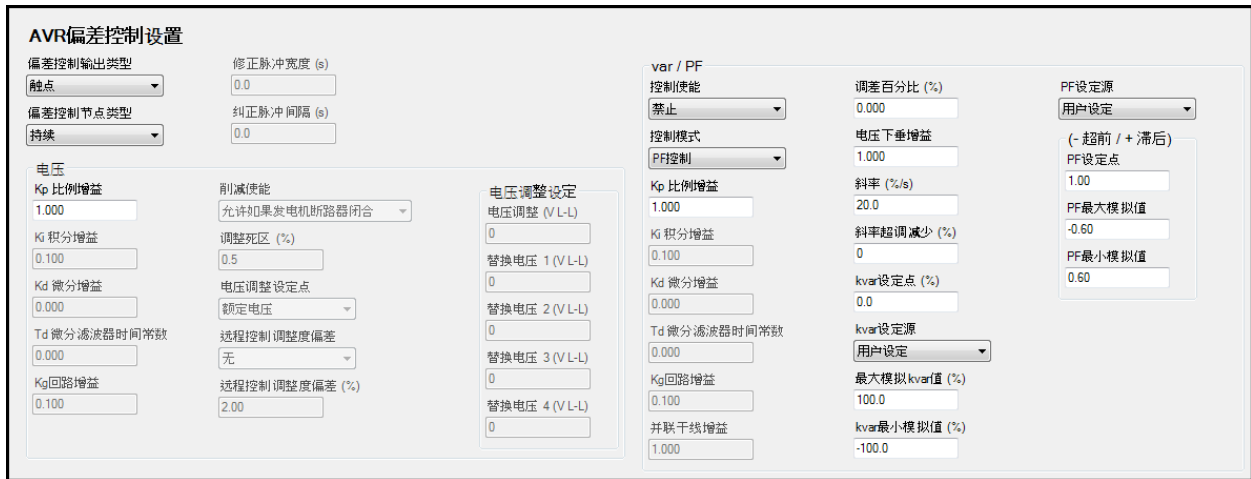 AVR偏差控制设置
偏差控制输出类型
触点
偏差控制节点类型
持续
修正脉冲宽度 (s)
0.0
纠正脉冲间隔 (s)
0.0
电压
Kp 比例增益
1.000
Ki 积分增益
0.100
Kd 微分增益
0.000
Td 微分滤波器时间常数
0.000
Kg回路增益
0.100
削减使能
允许如果发电机断路器闭合
调整死区 (%)
0.5
电压调整设定点
额定电压
远程控制调整度偏差
无
远程控制调整度偏差 (%)
2.00
电压调整设定
电压调整 (V L-L)
0
替换电压 1 (V L-L)
0
替换电压 2 (V L-L)
0
替换电压 3 (V L-L)
0
替换电压 4 (V L-L)
0
var / PF
控制使能
禁止
控制模式
PF控制
Kp 比例增益
1.000
Ki 积分增益
0.100
Kd 微分增益
0.000
Td 微分滤波器时间常数
0.000
Kg回路增益
0.100
并联干线增益
1.000
调差百分比 (%)
0.000
电压下垂增益
1.000
斜率 (%/s)
20.0
斜率超调减少 (%)
0
kvar设定点 (%)
0.0
kvar设定源
用户设定
最大模拟kvar值 (%)
100.0
kvar最小模拟值 (%)
-100.0
PF设定源
用户设定
(- 超前 / + 滞后)
PF设定点
1.00
PF最大模拟值
-0.60
PF最小模拟值
0.60